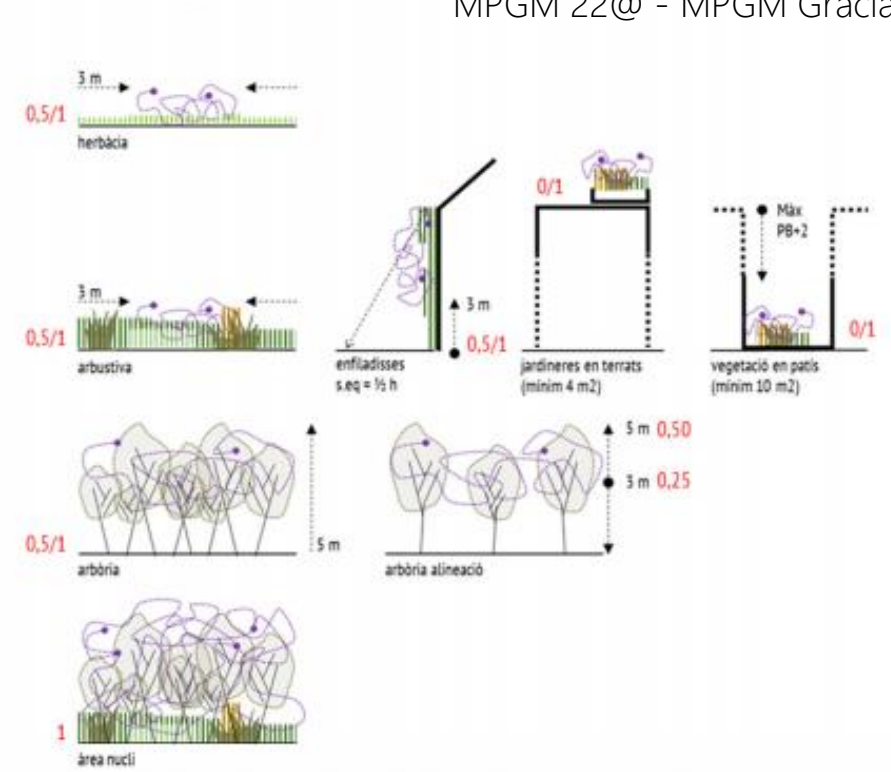 MPGM 22@ - MPGM Gràcia
3 m
0,5/1
herbàcia
3 m
0,5/1
arbustiva
3 m
0,5/1
enfiladisses
s.eq = ½ h
0/1
jardineres en terrats
(mínim 4 m2)
Màx
PB+2
0/1
vegetació en patis
(mínim 10 m2)
0,5/1
5 m
arbòria
5 m 0,50
3 m 0,25
arbòria alineació
1
àrea nucli